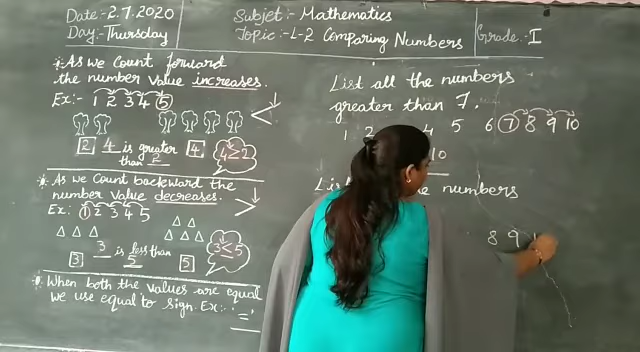 Date:- 2.7.2020
Day:- Thursday
Subjet:- Mathematics
Topic:- L-2 Comparing Numbers
Grade:- I
* As we Count forward
the number value increases.
Ex:- 1 2 3 4 5
<
2 4 is greater 4
than 2
4 > 2
* As we Count backward the
number value decreases.
Ex: 1 2 3 4 5
>
3 is less than
3 5 5
3 < 5
* When both the values are equal
we use equal to sign. Ex: '='
List all the numbers
greater than 7.
1 2 4 5 6 7 8 9 10
10
numbers
8 9